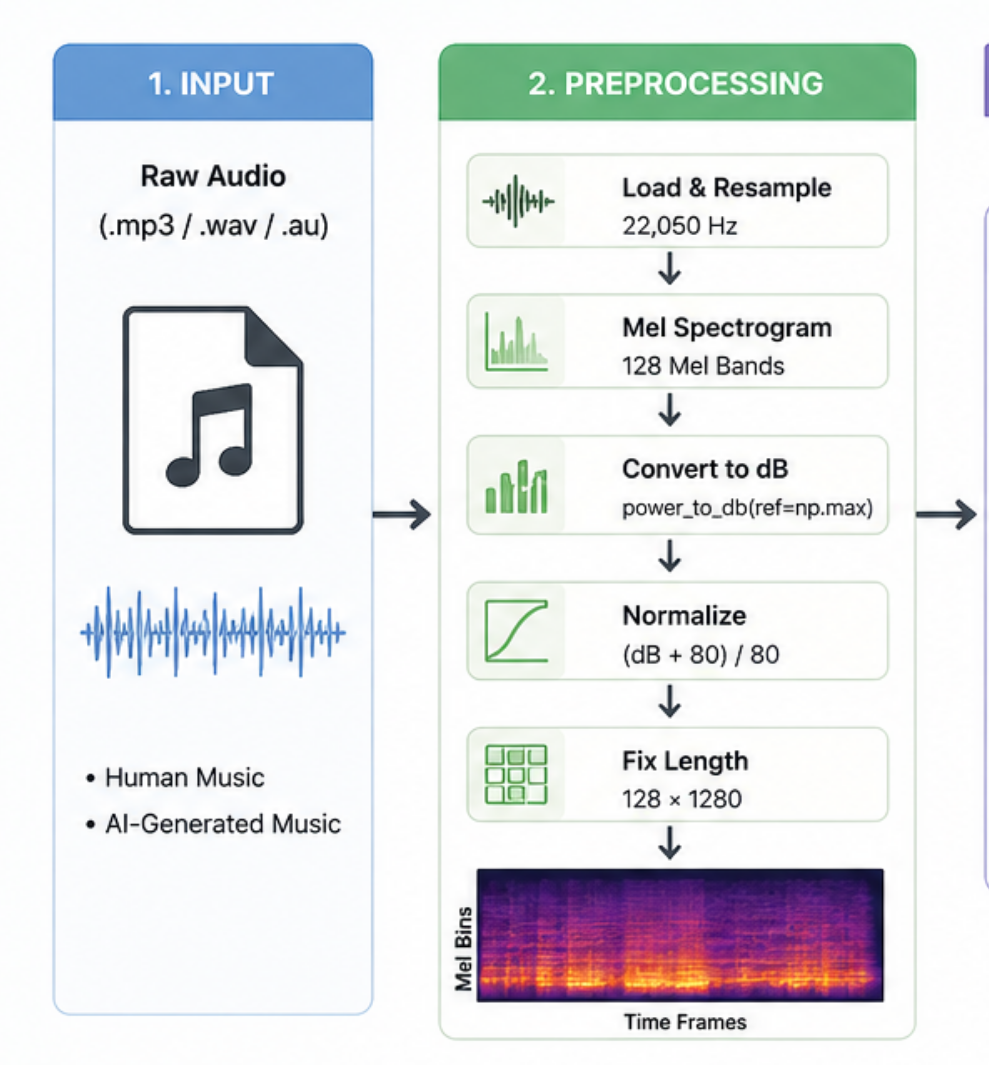 1. INPUT
Raw Audio
(.mp3 / .wav / .au)
• Human Music
• AI-Generated Music
2. PREPROCESSING
Load & Resample
22,050 Hz
Mel Spectrogram
128 Mel Bands
Convert to dB
power_to_db(ref=np.max)
Normalize
(dB + 80) / 80
Fix Length
128 × 1280
Mel Bins
Time Frames